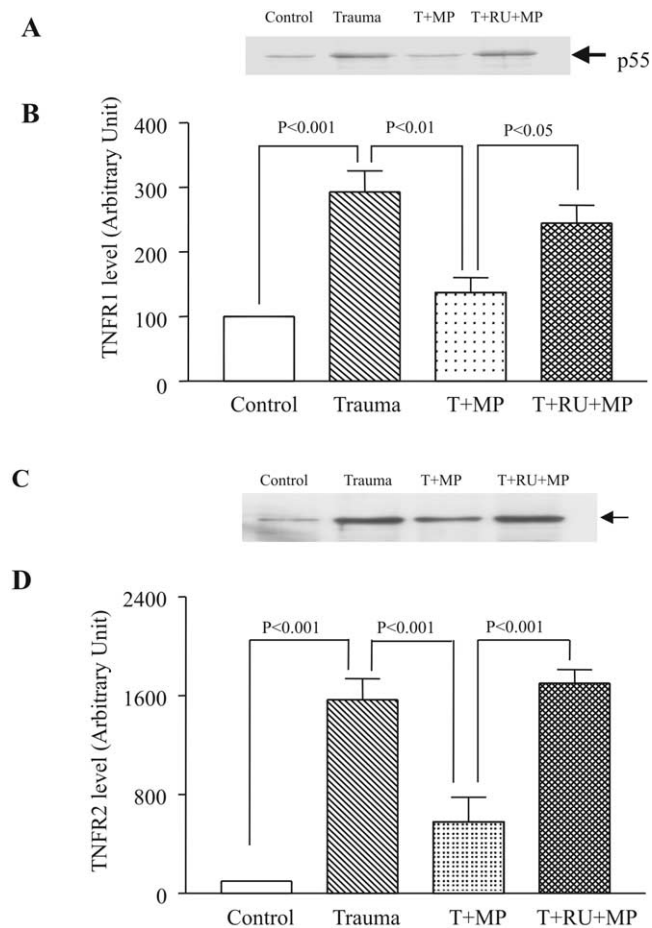 A
Control Trauma T+MP T+RU+MP
p55
B
TNFR1 level (Arbitrary Unit)
400
300
200
100
0
P<0.001 P<0.01 P<0.05
Control Trauma T+MP T+RU+MP
C
Control Trauma T+MP T+RU+MP
D
TNFR2 level (Arbitrary Unit)
2400
1600
800
0
P<0.001 P<0.001 P<0.001
Control Trauma T+MP T+RU+MP